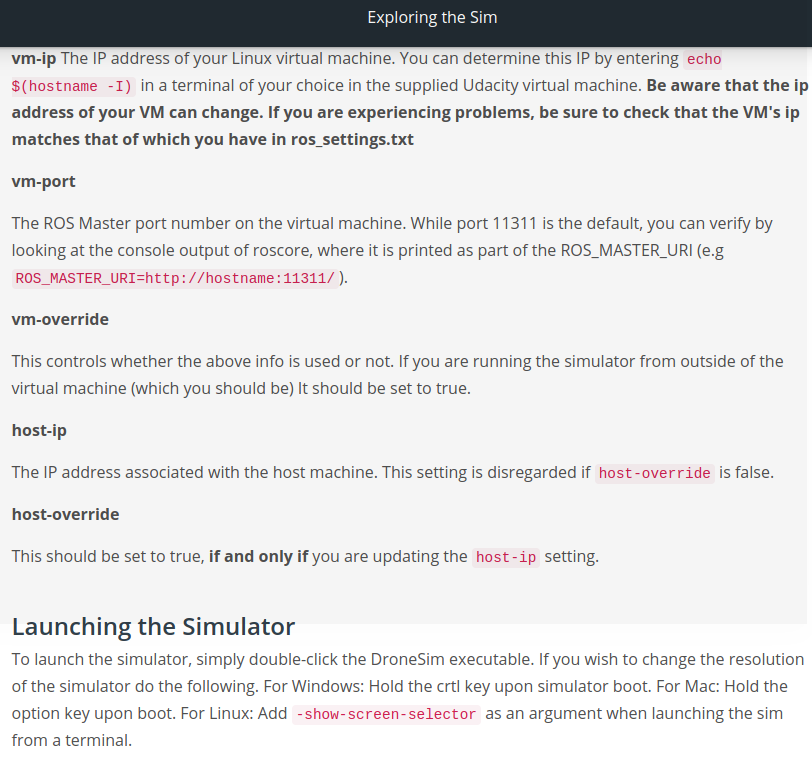 Exploring the Sim
vm-ip The IP address of your Linux virtual machine. You can determine this IP by entering echo
$(hostname -I) in a terminal of your choice in the supplied Udacity virtual machine. Be aware that the ip
address of your VM can change. If you are experiencing problems, be sure to check that the VM's ip
matches that of which you have in ros_settings.txt
vm-port
The ROS Master port number on the virtual machine. While port 11311 is the default, you can verify by
looking at the console output of roscore, where it is printed as part of the ROS_MASTER_URI (e.g
ROS_MASTER_URI=http://hostname:11311/ ).
vm-override
This controls whether the above info is used or not. If you are running the simulator from outside of the
virtual machine (which you should be) It should be set to true.
host-ip
The IP address associated with the host machine. This setting is disregarded if host-override is false.
host-override
This should be set to true, if and only if you are updating the host-ip setting.
Launching the Simulator
To launch the simulator, simply double-click the DroneSim executable. If you wish to change the resolution
of the simulator do the following. For Windows: Hold the crtl key upon simulator boot. For Mac: Hold the
option key upon boot. For Linux: Add -show-screen-selector as an argument when launching the sim
from a terminal.